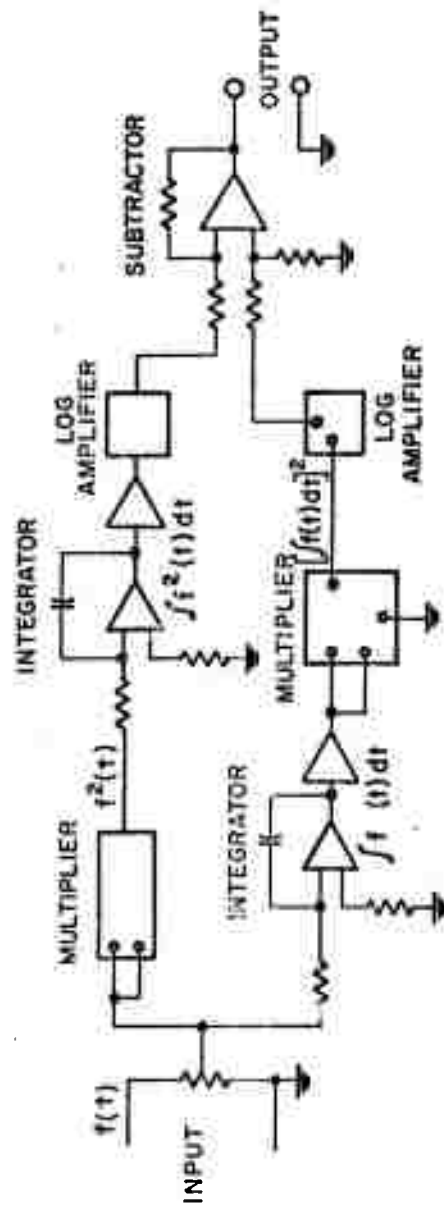 INPUT
f(t)
MULTIPLIER
f²(t)
INTEGRATOR
∫f²(t)dt
LOG
AMPLIFIER
SUBTRACTOR
OUTPUT
INTEGRATOR
∫f (t)dt
MULTIPLIER
∫f(t)dt]²
LOG
AMPLIFIER